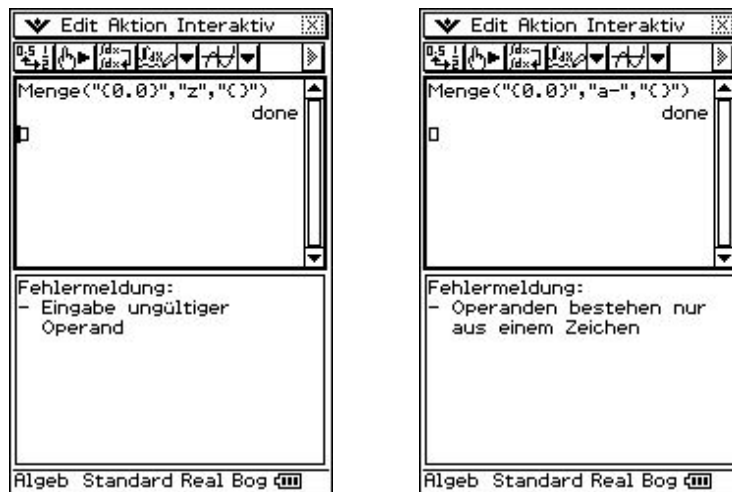 Edit Aktion Interaktiv
Menge("{0.0}","z","{}")
done
Fehlermeldung:
- Eingabe ungültiger
Operand
Algeb Standard Real Bog
Edit Aktion Interaktiv
Menge("{0.0}","a-","{}")
done
Fehlermeldung:
- Operanden bestehen nur
aus einem Zeichen
Algeb Standard Real Bog